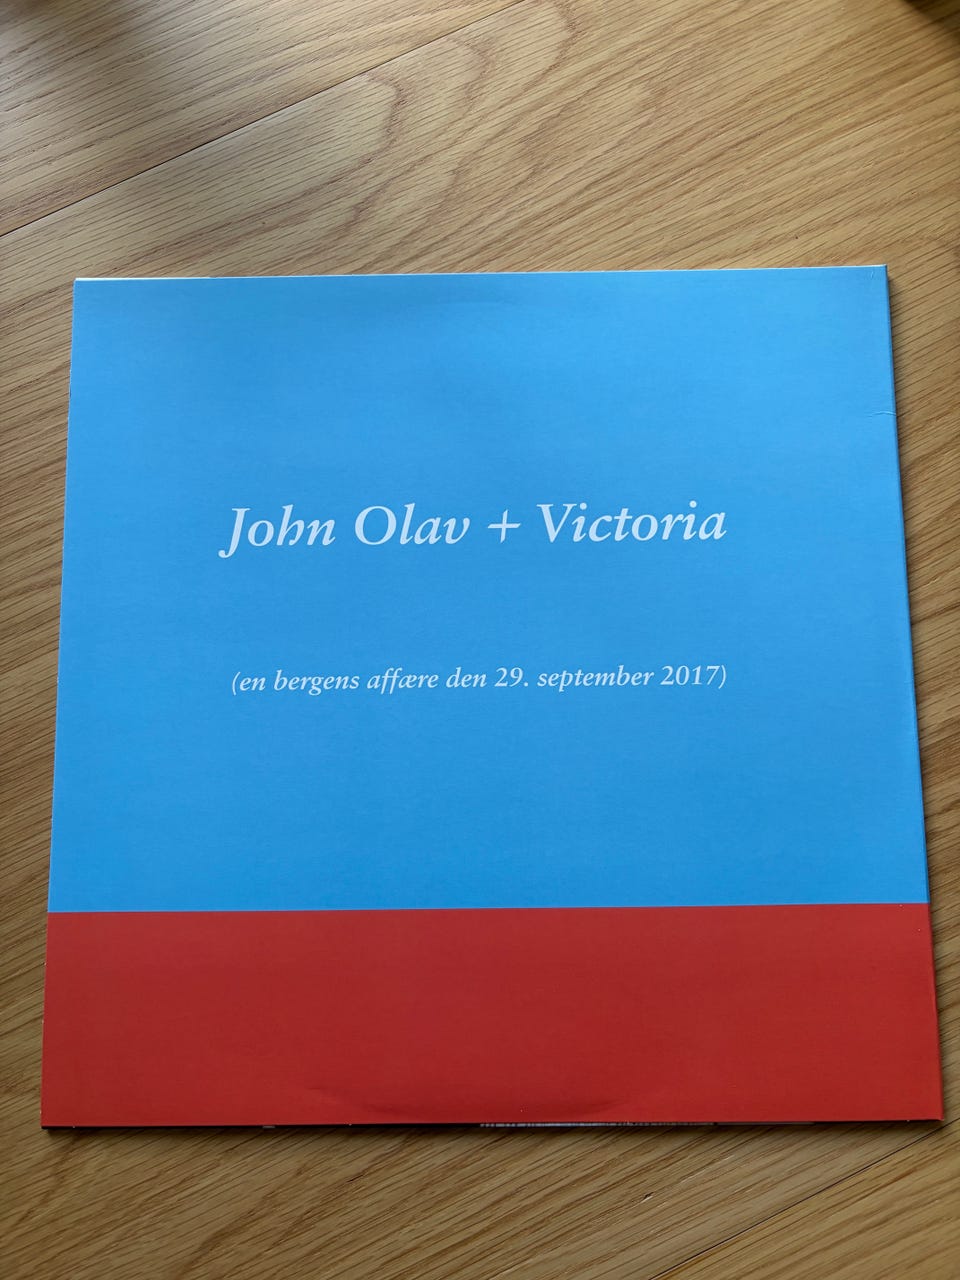 John Olav + Victoria
(en bergens affære den 29. september 2017)